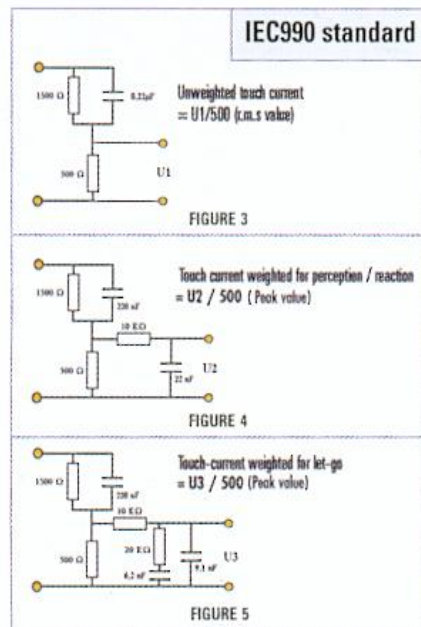 IEC990 standard
1500 Ω
0,22µF
Unweighted touch current
= U1/500 (r.m.s value)
500 Ω
U1
FIGURE 3
Touch current weighted for perception / reaction
= U2 / 500 ( Peak value)
1500 Ω
220 nF
10 KΩ
500 Ω
22 nF
U2
FIGURE 4
Touch-current weighted for let-go
= U3 / 500 (Peak value)
1500 Ω
220 nF
10 KΩ
500 Ω
20 KΩ
6,2 nF
9,1 nF
U3
FIGURE 5